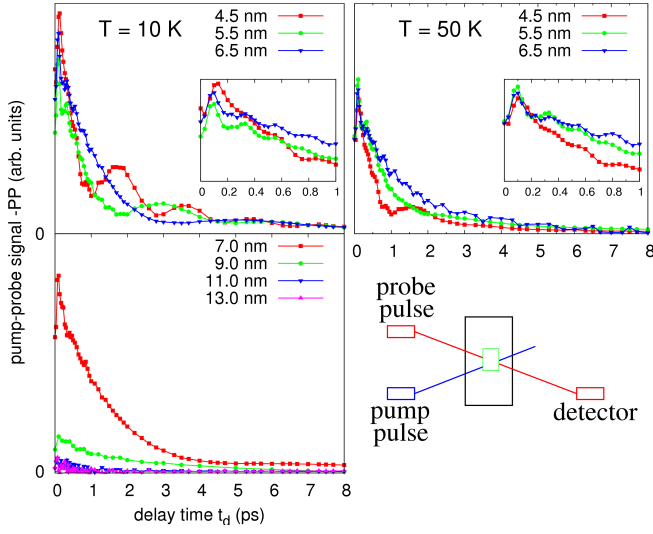 T = 10 K
4.5 nm
5.5 nm
6.5 nm
0 0.2 0.4 0.6 0.8 1
0
T = 50 K
4.5 nm
5.5 nm
6.5 nm
0 0.2 0.4 0.6 0.8 1
0 1 2 3 4 5 6 7 8
pump-probe signal -PP (arb. units)
7.0 nm
9.0 nm
11.0 nm
13.0 nm
0
0 1 2 3 4 5 6 7 8
delay time t_d (ps)
probe
pulse
pump
pulse
detector